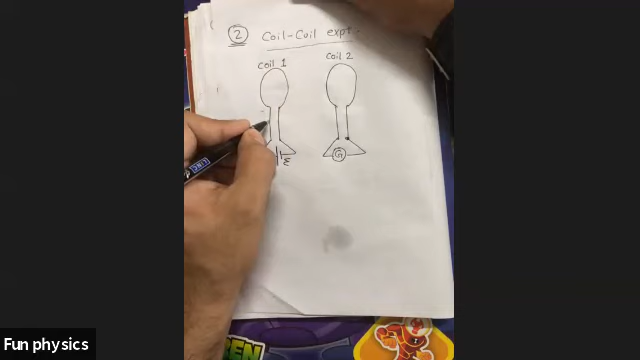 2 Coil-Coil expt.
Coil 1
Coil 2
ε
G
Fun physics